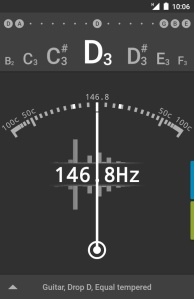 10:06
D A D G B E
B2 C3 C#3 D3 D#3 E3 F3
146.8
100c 50c 50c 100c
146.8Hz
Guitar, Drop D, Equal tempered